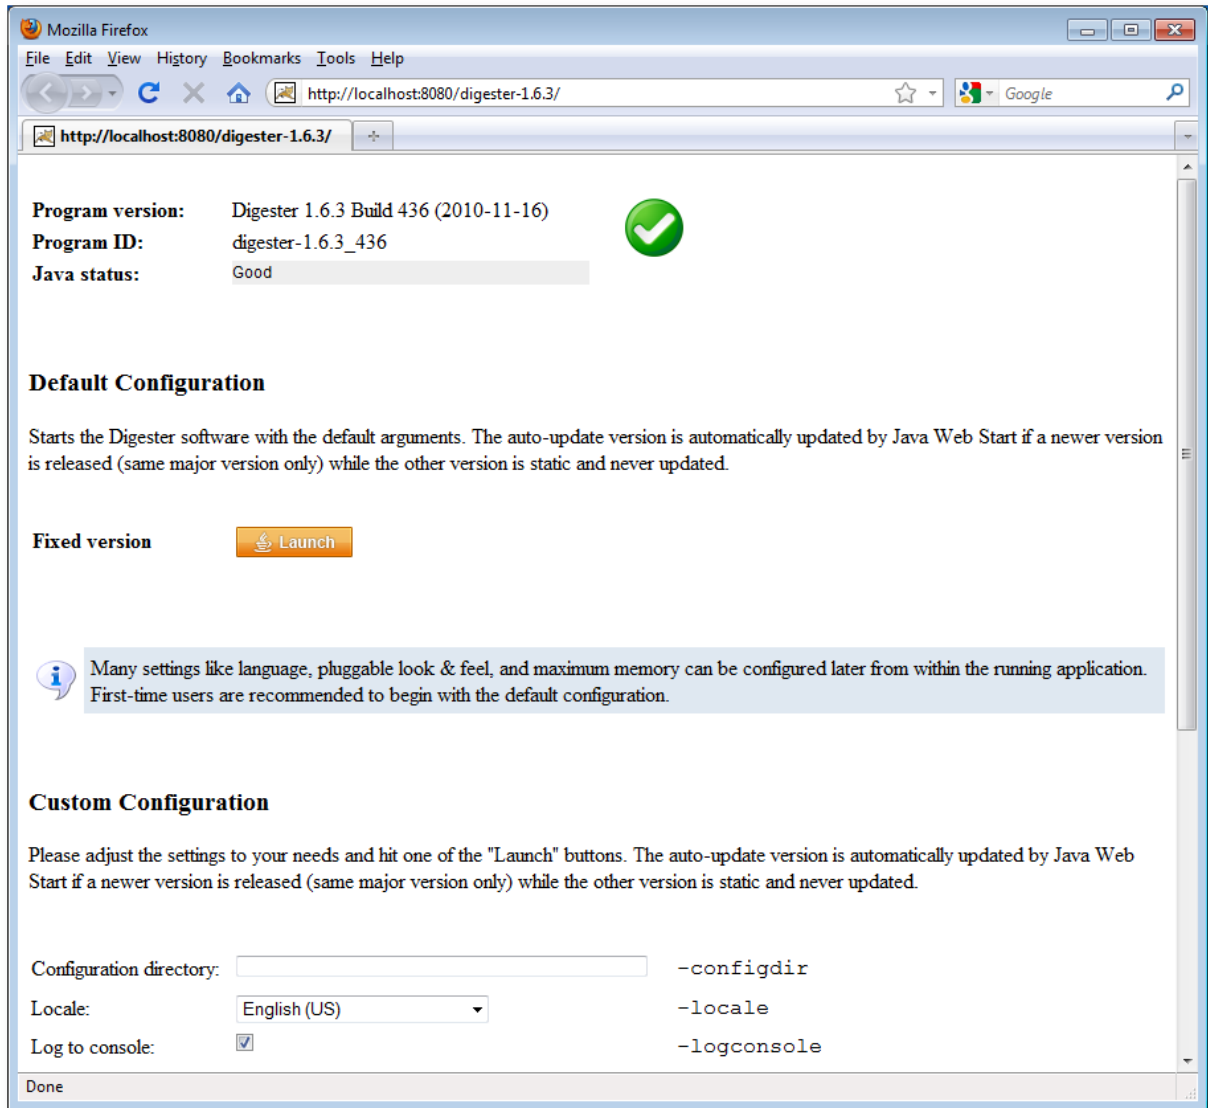 Mozilla Firefox
File Edit View History Bookmarks Tools Help
http://localhost:8080/digester-1.6.3/
Google
http://localhost:8080/digester-1.6.3/
Program version: Digester 1.6.3 Build 436 (2010-11-16)
Program ID: digester-1.6.3_436
Java status: Good
Default Configuration
Starts the Digester software with the default arguments. The auto-update version is automatically updated by Java Web Start if a newer version
is released (same major version only) while the other version is static and never updated.
Fixed version Launch
Many settings like language, pluggable look & feel, and maximum memory can be configured later from within the running application.
First-time users are recommended to begin with the default configuration.
Custom Configuration
Please adjust the settings to your needs and hit one of the "Launch" buttons. The auto-update version is automatically updated by Java Web
Start if a newer version is released (same major version only) while the other version is static and never updated.
Configuration directory: -configdir
Locale: English (US) -locale
Log to console: -logconsole
Done